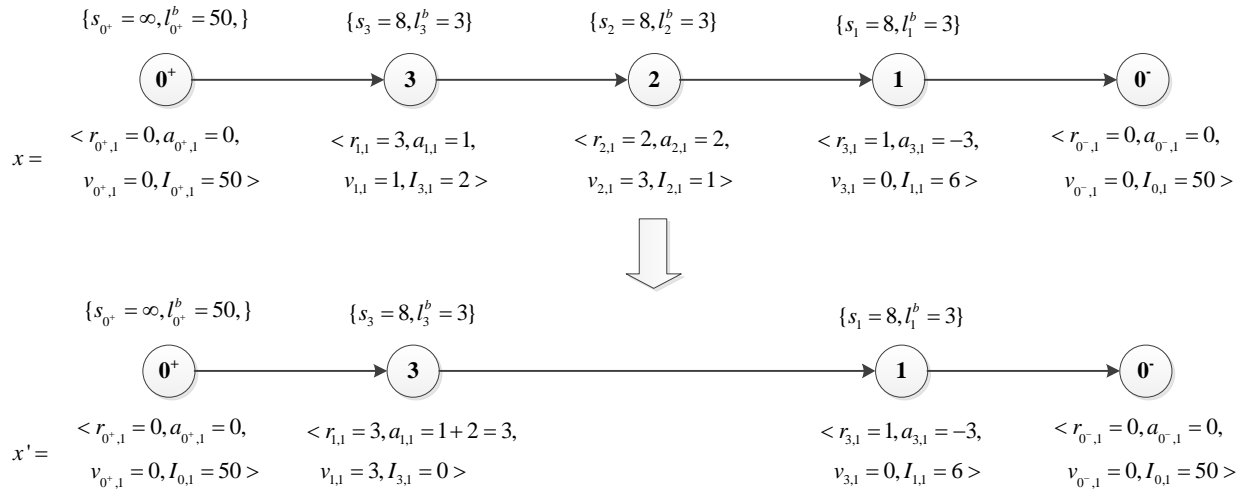 {s_{0^+} = ∞, l^b_{0^+} = 50,} {s_3 = 8, l^b_3 = 3} {s_2 = 8, l^b_2 = 3} {s_1 = 8, l^b_1 = 3}
0^+ 3 2 1 0^-
x = < r_{0^+,1} = 0, a_{0^+,1} = 0, < r_{1,1} = 3, a_{1,1} = 1, < r_{2,1} = 2, a_{2,1} = 2, < r_{3,1} = 1, a_{3,1} = −3, < r_{0^-,1} = 0, a_{0^-,1} = 0,
v_{0^+,1} = 0, I_{0^+,1} = 50 > v_{1,1} = 1, I_{3,1} = 2 > v_{2,1} = 3, I_{2,1} = 1 > v_{3,1} = 0, I_{1,1} = 6 > v_{0^-,1} = 0, I_{0,1} = 50 >
{s_{0^+} = ∞, l^b_{0^+} = 50,} {s_3 = 8, l^b_3 = 3} {s_1 = 8, l^b_1 = 3}
0^+ 3 1 0^-
x' = < r_{0^+,1} = 0, a_{0^+,1} = 0, < r_{1,1} = 3, a_{1,1} = 1 + 2 = 3, < r_{3,1} = 1, a_{3,1} = −3, < r_{0^-,1} = 0, a_{0^-,1} = 0,
v_{0^+,1} = 0, I_{0,1} = 50 > v_{1,1} = 3, I_{3,1} = 0 > v_{3,1} = 0, I_{1,1} = 6 > v_{0^-,1} = 0, I_{0,1} = 50 >